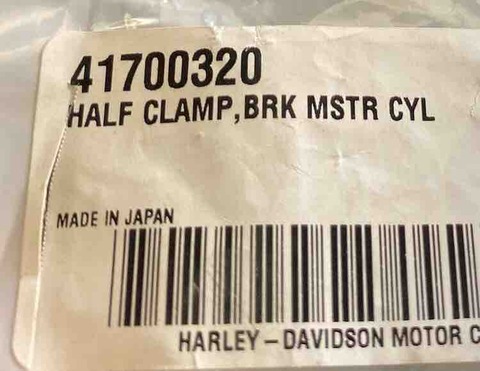 41700320
HALF CLAMP,BRK MSTR CYL
MADE IN JAPAN
HARLEY-DAVIDSON MOTOR C